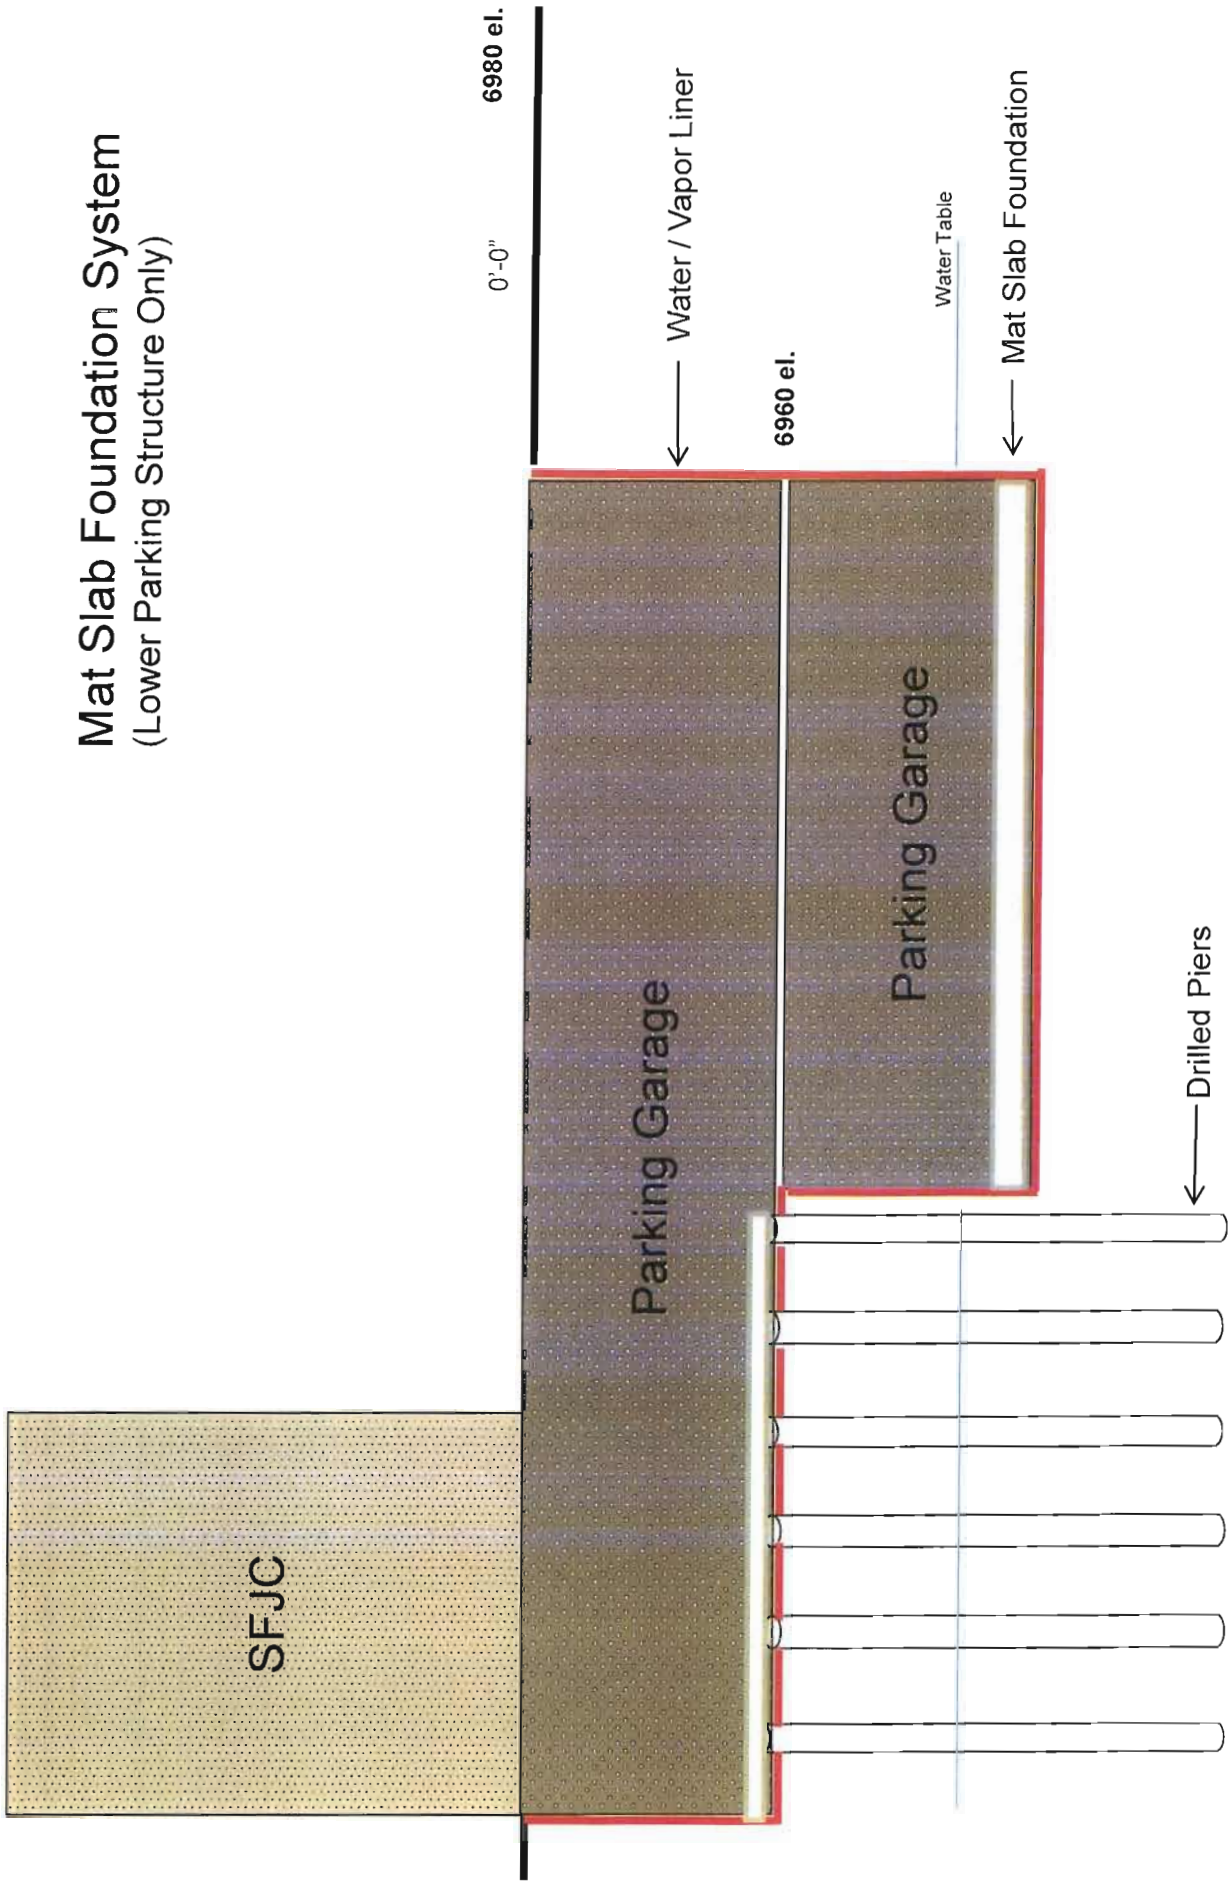 Mat Slab Foundation System
(Lower Parking Structure Only)
6980 el.
0'-0"
SFJC
Parking Garage
Water / Vapor Liner
6960 el.
Parking Garage
Water Table
Mat Slab Foundation
Drilled Piers